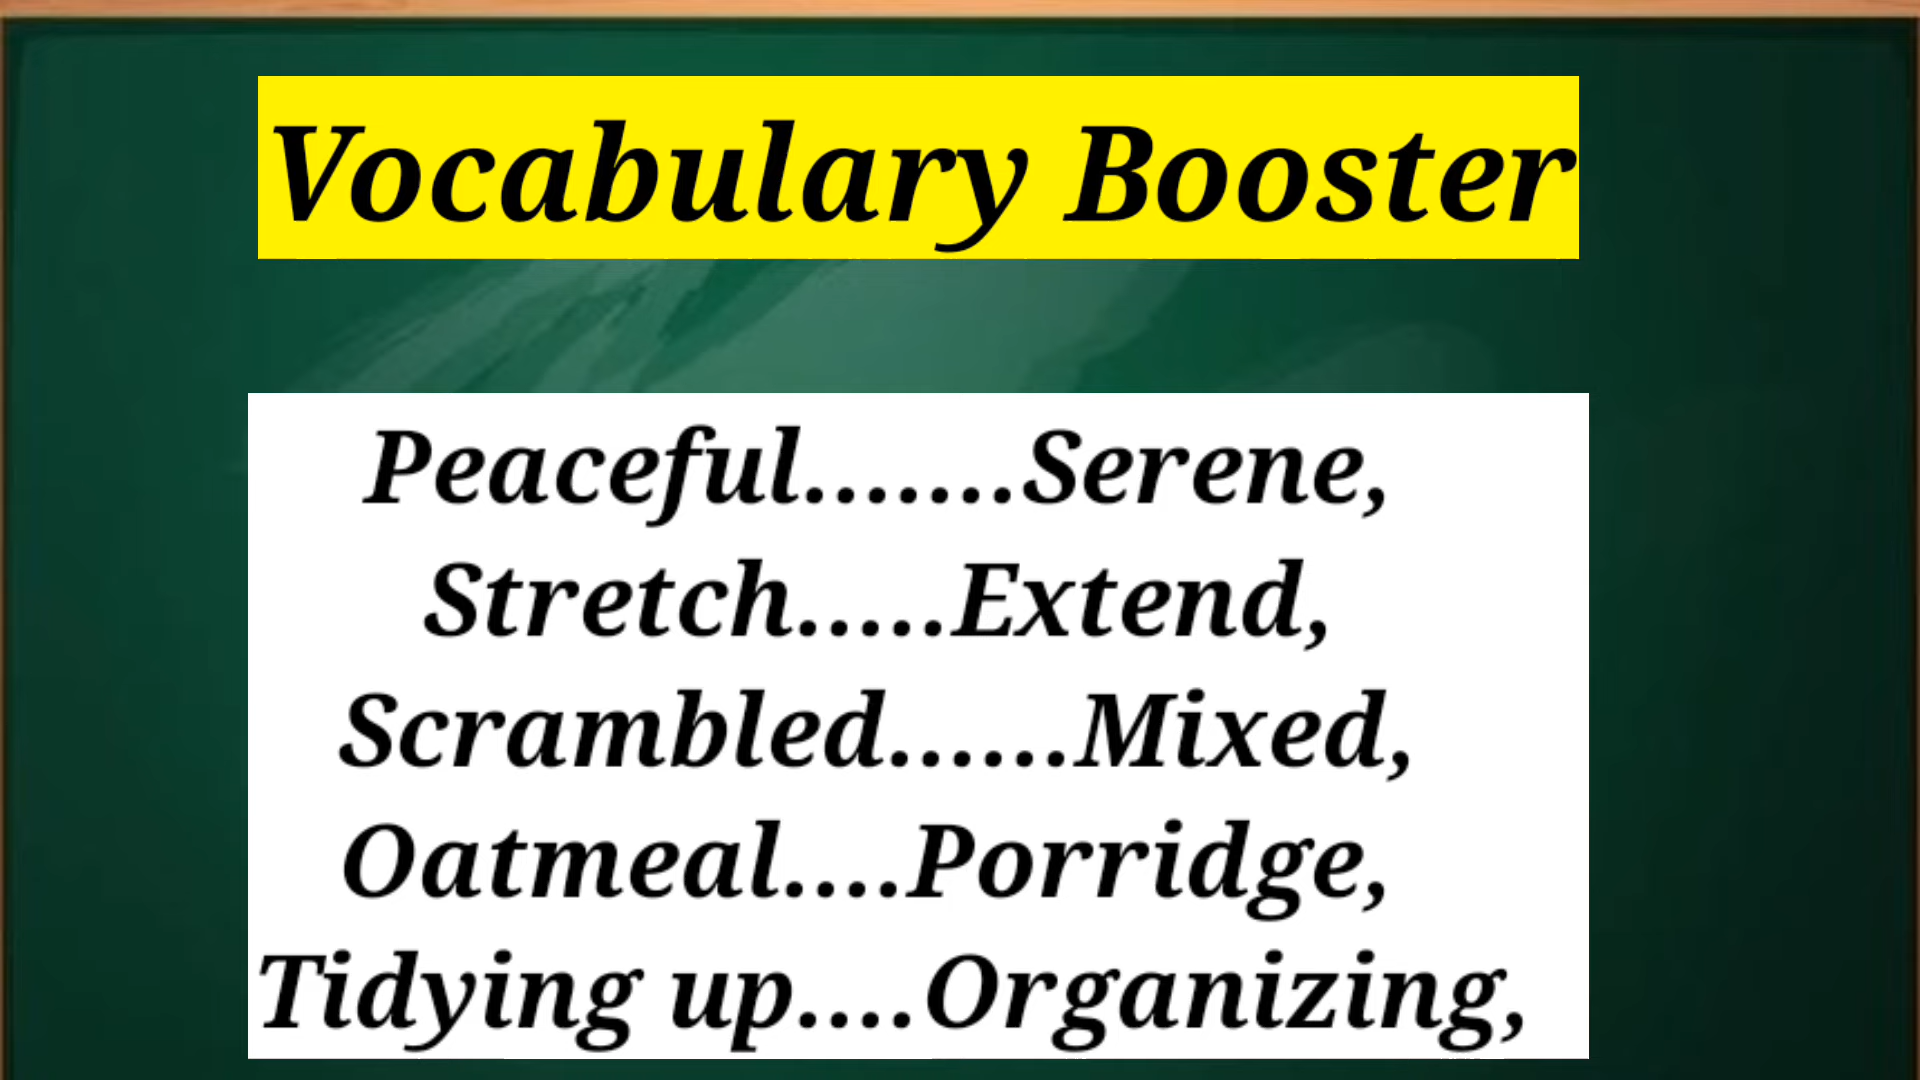 Vocabulary Booster
Peaceful.......Serene,
Stretch.....Extend,
Scrambled......Mixed,
Oatmeal....Porridge,
Tidying up....Organizing,